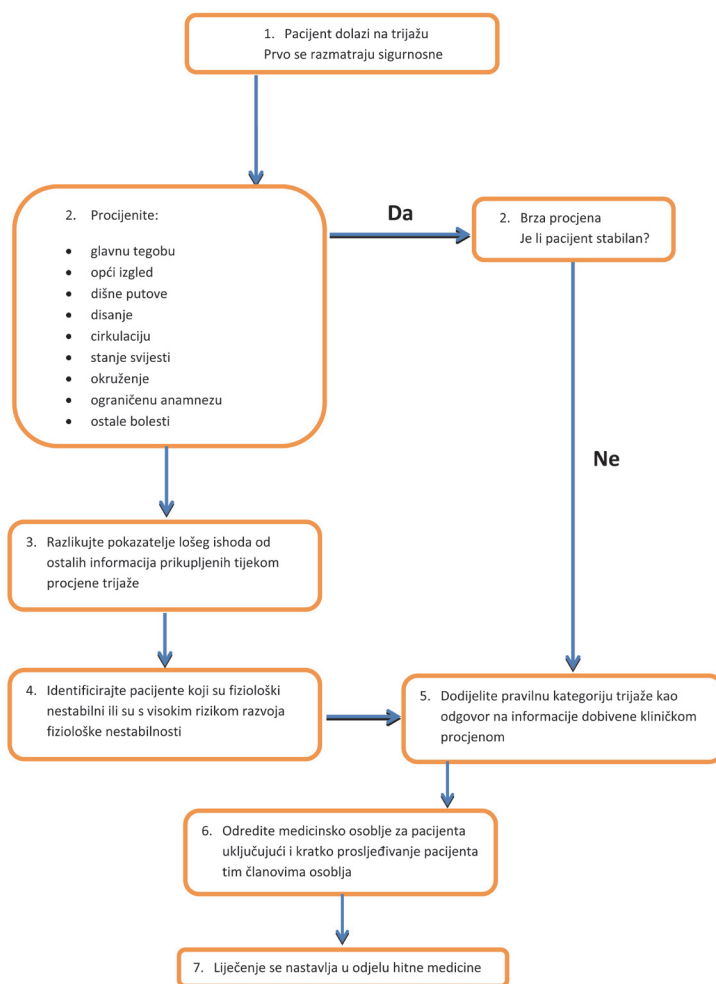 1. Pacijent dolazi na trijažu
Prvo se razmatraju sigurnosne
2. Procijenite:
• glavnu tegobu
• opći izgled
• dišne putove
• disanje
• cirkulaciju
• stanje svijesti
• okruženje
• ograničenu anamnezu
• ostale bolesti
Da
2. Brza procjena
Je li pacijent stabilan?
Ne
3. Razlikujte pokazatelje lošeg ishoda od
ostalih informacija prikupljenih tijekom
procjene trijaže
4. Identificirajte pacijente koji su fiziološki
nestabilni ili su s visokim rizikom razvoja
fiziološke nestabilnosti
5. Dodijelite pravilnu kategoriju trijaže kao
odgovor na informacije dobivene kliničkom
procjenom
6. Odredite medicinsko osoblje za pacijenta
uključujući i kratko prosljeđivanje pacijenta
tim članovima osoblja
7. Liječenje se nastavlja u odjelu hitne medicine